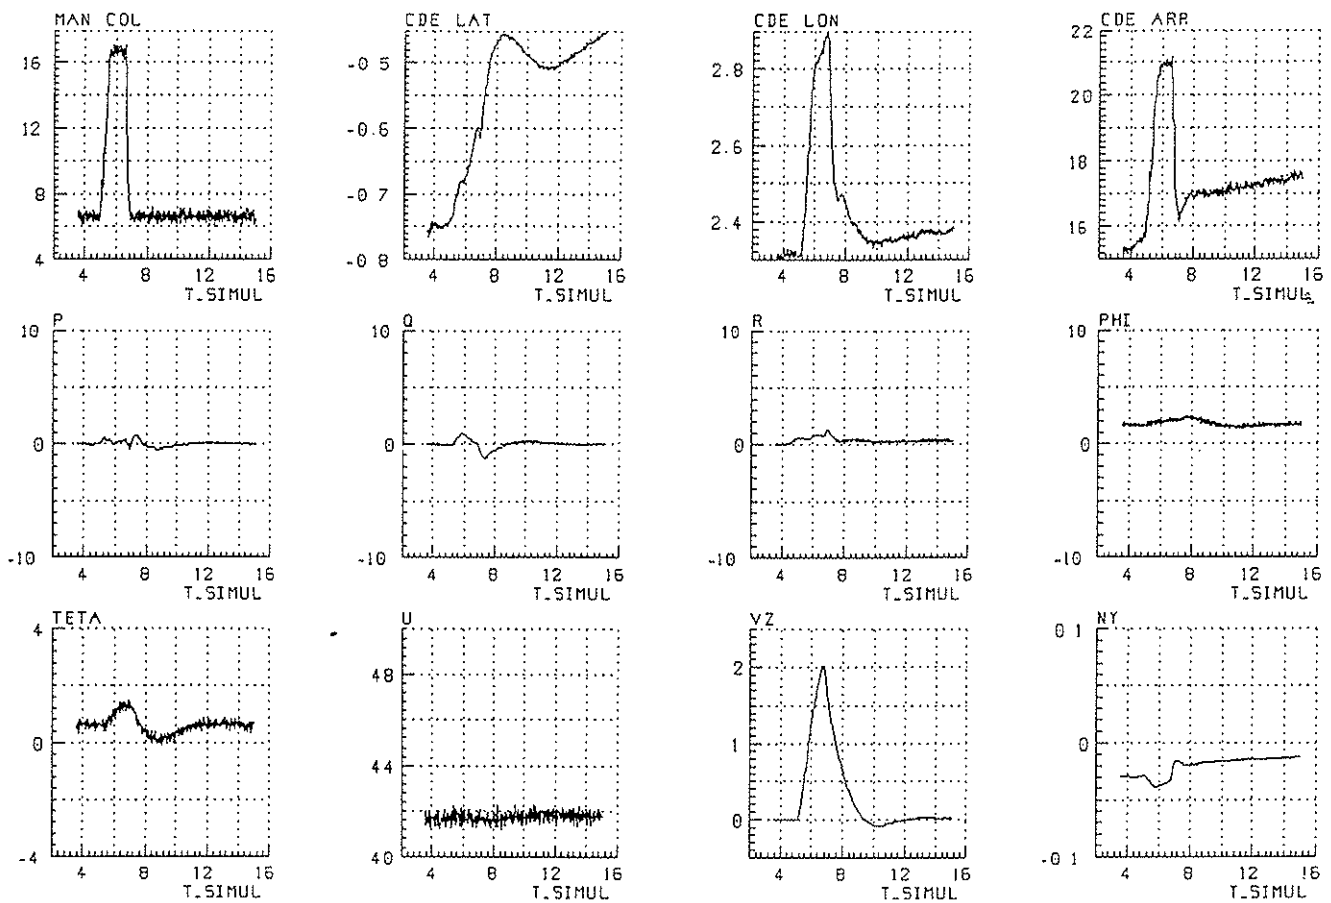 MAN COL CDE LAT CDE LON CDE ARR
16 12 8 4
-0 5 -0.6 -0.7 -0 8
2.8 2.6 2.4
22 20 18 16
4 8 12 16 4 8 12 16 4 8 12 16 4 8 12 16
T_SIMUL T_SIMUL T_SIMUL T_SIMUL
P Q R PHI
10 0 -10
10 0 -10
10 0 -10
10 0 -10
4 8 12 16 4 8 12 16 4 8 12 16 4 8 12 16
T_SIMUL T_SIMUL T_SIMUL T_SIMUL
TETA U VZ NY
4 0 -4
48 44 40
2 1 0
0 1 0 -0 1
4 8 12 16 4 8 12 16 4 8 12 16 4 8 12 16
T_SIMUL T_SIMUL T_SIMUL T_SIMUL